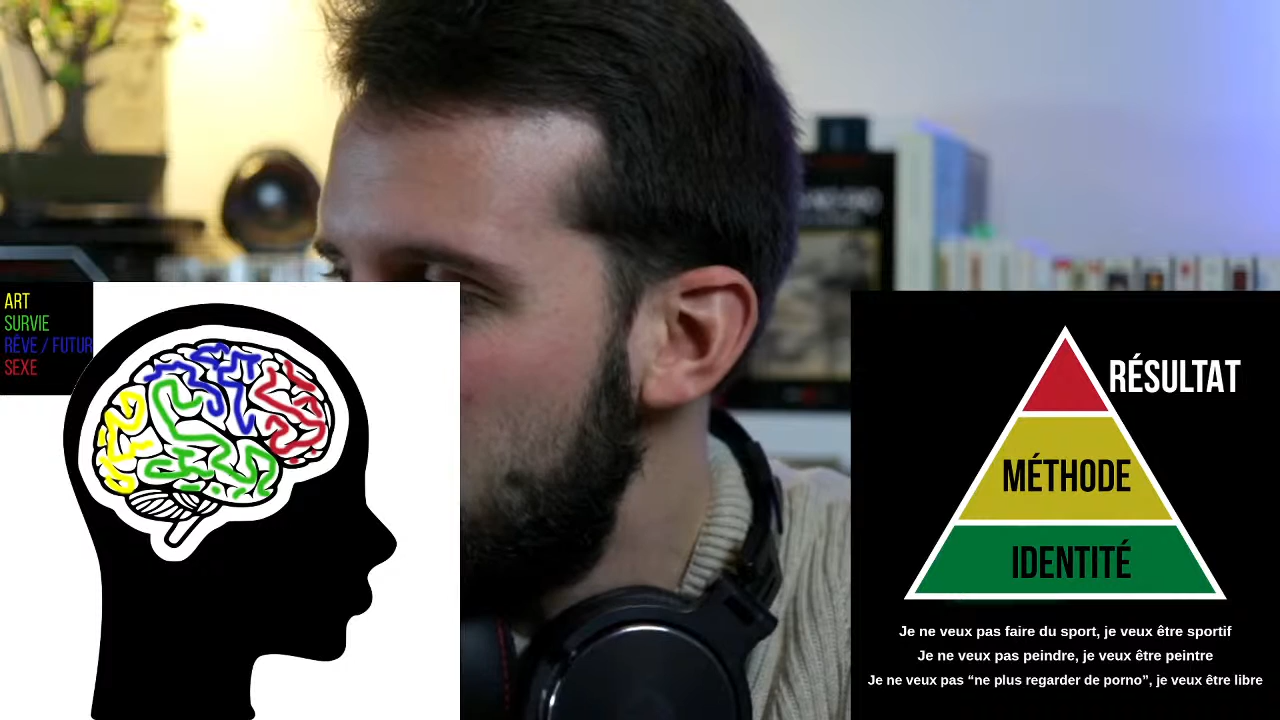 ART
SURVIE
RÊVE / FUTUR
SEXE
RÉSULTAT
MÉTHODE
IDENTITÉ
Je ne veux pas faire du sport, je veux être sportif
Je ne veux pas peindre, je veux être peintre
Je ne veux pas “ne plus regarder de porno”, je veux être libre